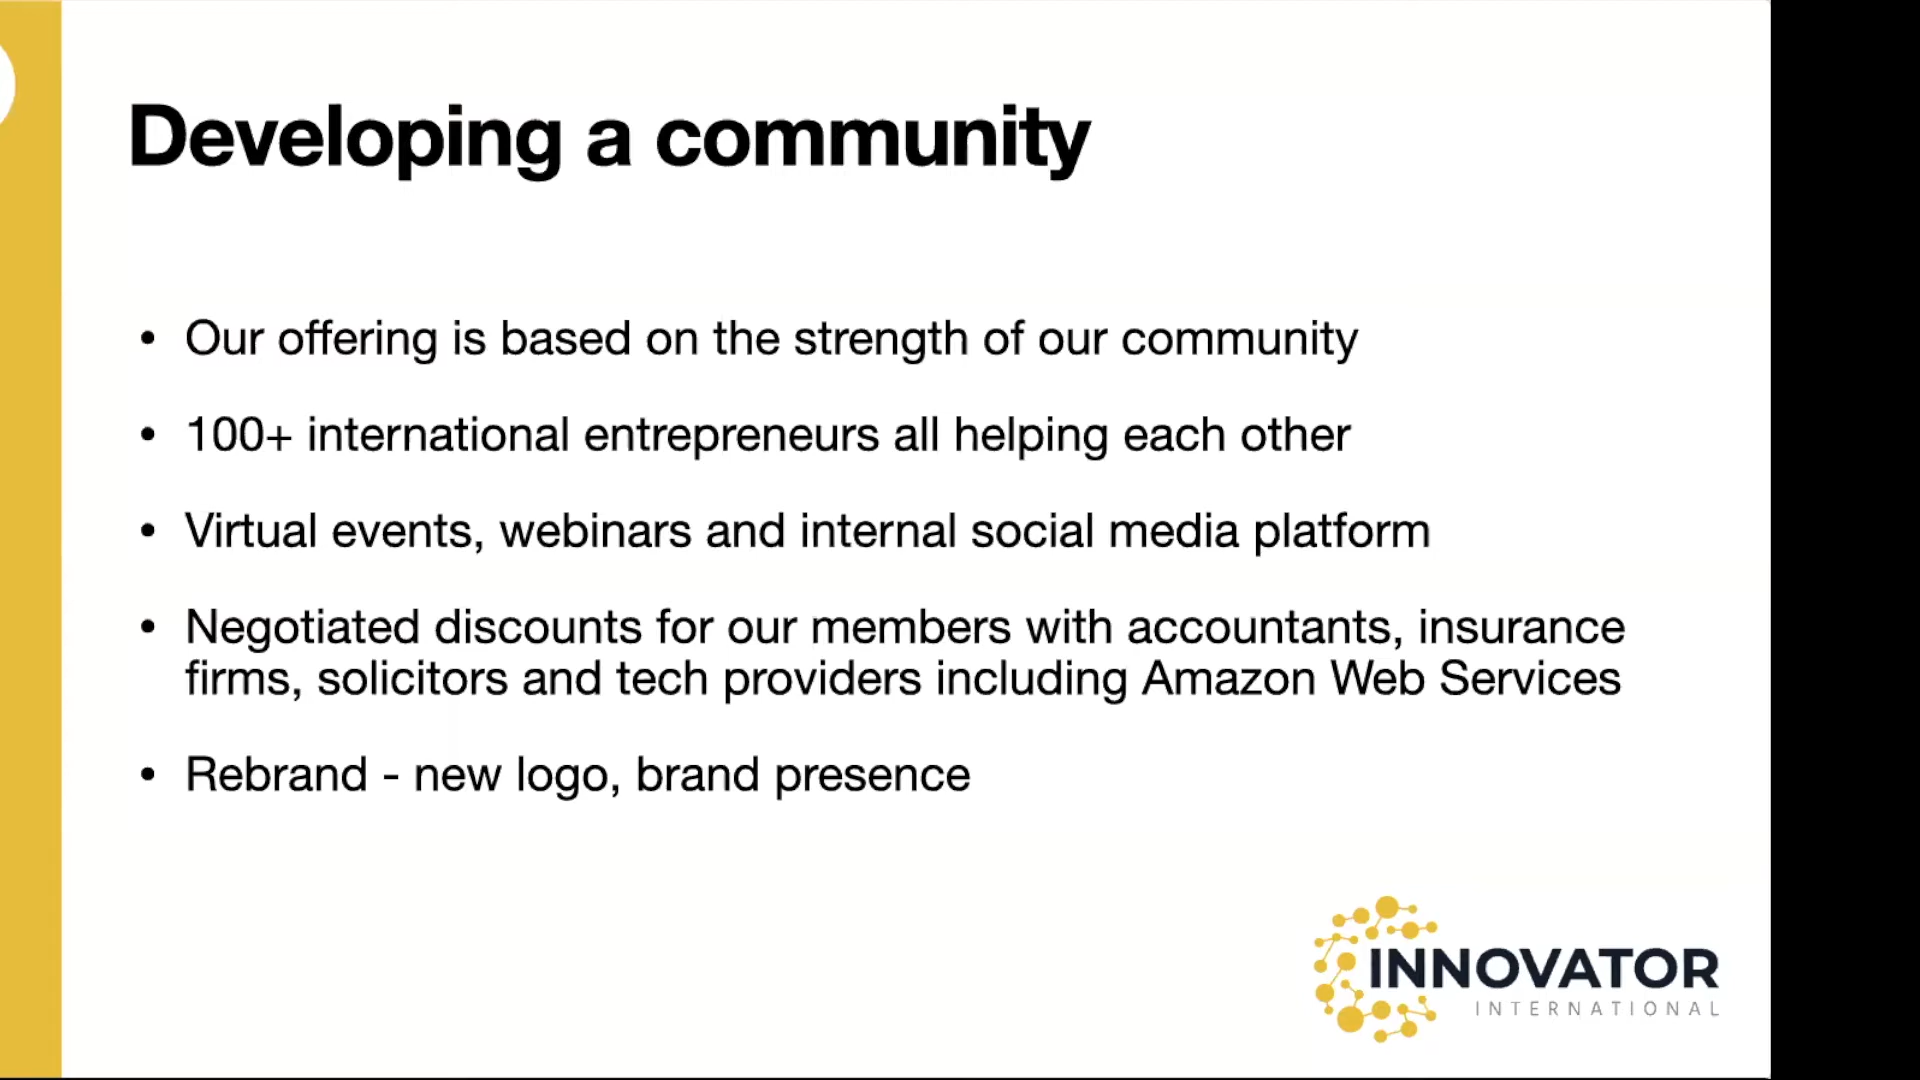 Developing a community
• Our offering is based on the strength of our community
• 100+ international entrepreneurs all helping each other
• Virtual events, webinars and internal social media platform
• Negotiated discounts for our members with accountants, insurance
firms, solicitors and tech providers including Amazon Web Services
• Rebrand - new logo, brand presence
INNOVATOR
INTERNATIONAL